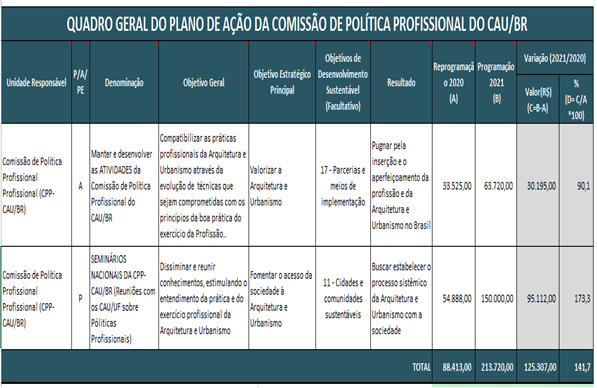 QUADRO GERAL DO PLANO DE AÇÃO DA COMISSÃO DE POLÍTICA PROFISSIONAL DO CAU/BR
Unidade Responsável
P/A/
PE
Denominação
Objetivo Geral
Objetivo Estratégico
Principal
Objetivos de
Desenvolvimento
Sustentável
(Facultativo)
Resultado
Reprogramaçã
o 2020
(A)
Programação
2021
(B)
Variação (2021/2020)
Valor(R$)
(C=B-A)
%
(D= C/A
*100)
Comissão de Política
Profissional
Profissional (CPP-
CAU/BR)
A
Manter e desenvolver
as ATIVIDADES da
Comissão de Política
Profissional do
CAU/BR
Compatibilizar as práticas
profissionais da Arquitetura e
Urbanismo através da
evolução de técnicas que
sejam comprometidas com os
princípios da boa prática do
exercício da Profissão..
Valorizar a
Arquitetura e
Urbanismo
17 - Parcerias e
meios de
implementação
Pugnar pela
inserção e o
aperfeiçoamento da
profissão e da
Arquitetura e
Urbanismo no Brasil
33.525,00
63.720,00
30.195,00
90,1
Comissão de Política
Profissional
Profissional (CPP-
CAU/BR)
P
SEMINÁRIOS
NACIONAIS DA CPP-
CAU/BR (Reuniões com
os CAU/UF sobre
Póliticas
Profissionais)
Dissiminar e reunir
conhecimentos, estimulando o
entendimento da prática e do
exercício profissional da
Arquitetura e Urbanismo
Fomentar o acesso da
sociedade à
Arquitetura e
Urbanismo
11 - Cidades e
comunidades
sustentáveis
Buscar estabelecer o
processo sistêmico
da Arquitetura e
Urbanismo com a
sociedade
54.888,00
150.000,00
95.112,00
173,3
TOTAL
88.413,00
213.720,00
125.307,00
141,7